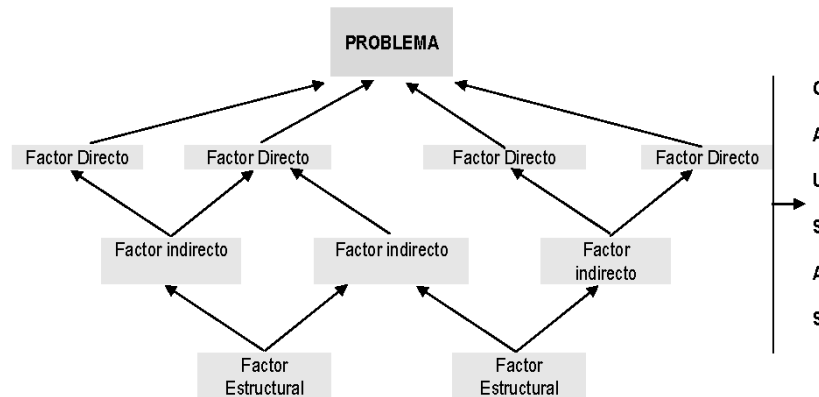 PROBLEMA
Factor Directo
Factor Directo
Factor Directo
Factor Directo
Factor indirecto
Factor indirecto
Factor
indirecto
Factor
Estructural
Factor
Estructural
C
A
U
S
A
S